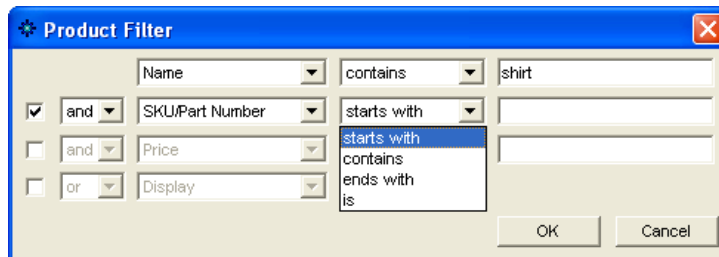 Product Filter
Name contains shirt
and SKU/Part Number starts with
starts with
and Price
contains
or Display
ends with
is
OK Cancel